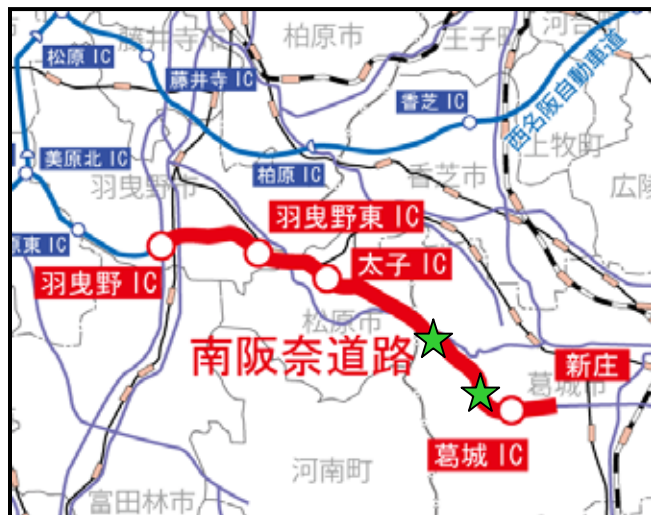 松原 IC
藤井寺
柏原市
王子町
河合
藤井寺 IC
香芝 IC
西名阪自動車道
上牧町
美原北 IC
羽曳野市
柏原 IC
香芝市
広陵
原東 IC
羽曳野東 IC
羽曳野 IC
太子 IC
松原市
南阪奈道路
新庄
葛城市
葛城 IC
河南町
富田林市